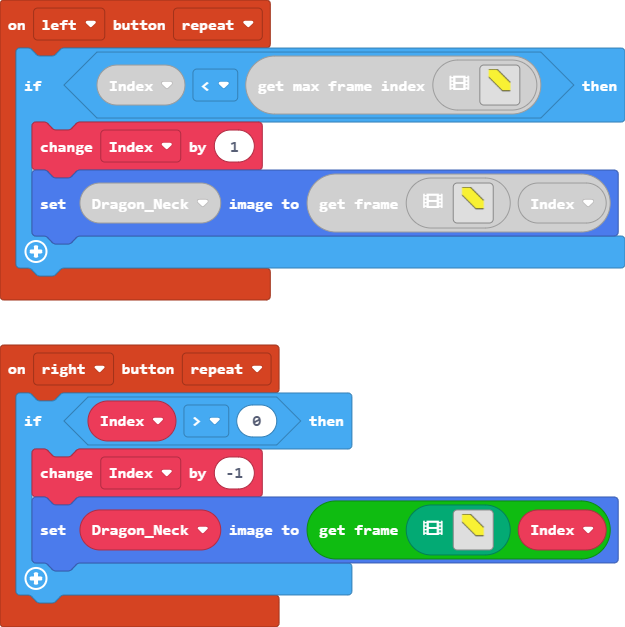 on left button repeat
if Index < get max frame index then
change Index by 1
set Dragon_Neck image to get frame Index
on right button repeat
if Index > 0 then
change Index by -1
set Dragon_Neck image to get frame Index